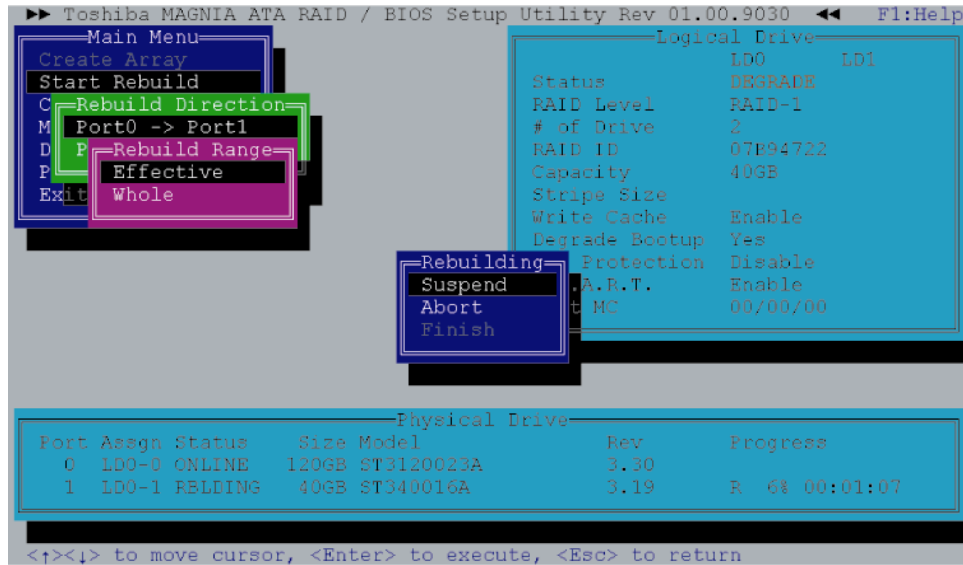 ►► Toshiba MAGNIA ATA RAID / BIOS Setup Utility Rev 01.00.9030 ◄◄ F1:Help
Main Menu
Create Array
Start Rebuild
C
Rebuild Direction
M
Port0 -> Port1
D
P
Rebuild Range
P
Effective
Exit
Whole
Logical Drive
LD0 LD1
Status DEGRADE
RAID Level RAID-1
# of Drive 2
RAID ID 07E94722
Capacity 40GB
Stripe Size
Write Cache Enable
Degrade Bootup Yes
Protection Disable
.A.R.T. Enable
t MC 00/00/00
Rebuilding
Suspend
Abort
Finish
Physical Drive
Port Assgn Status Size Model Rev Progress
0 LD0-0 ONLINE 120GB ST3120023A 3.30
1 LD0-1 RBLDING 40GB ST340016A 3.19 R 6% 00:01:07
<↑><↓> to move cursor, <Enter> to execute, <Esc> to return